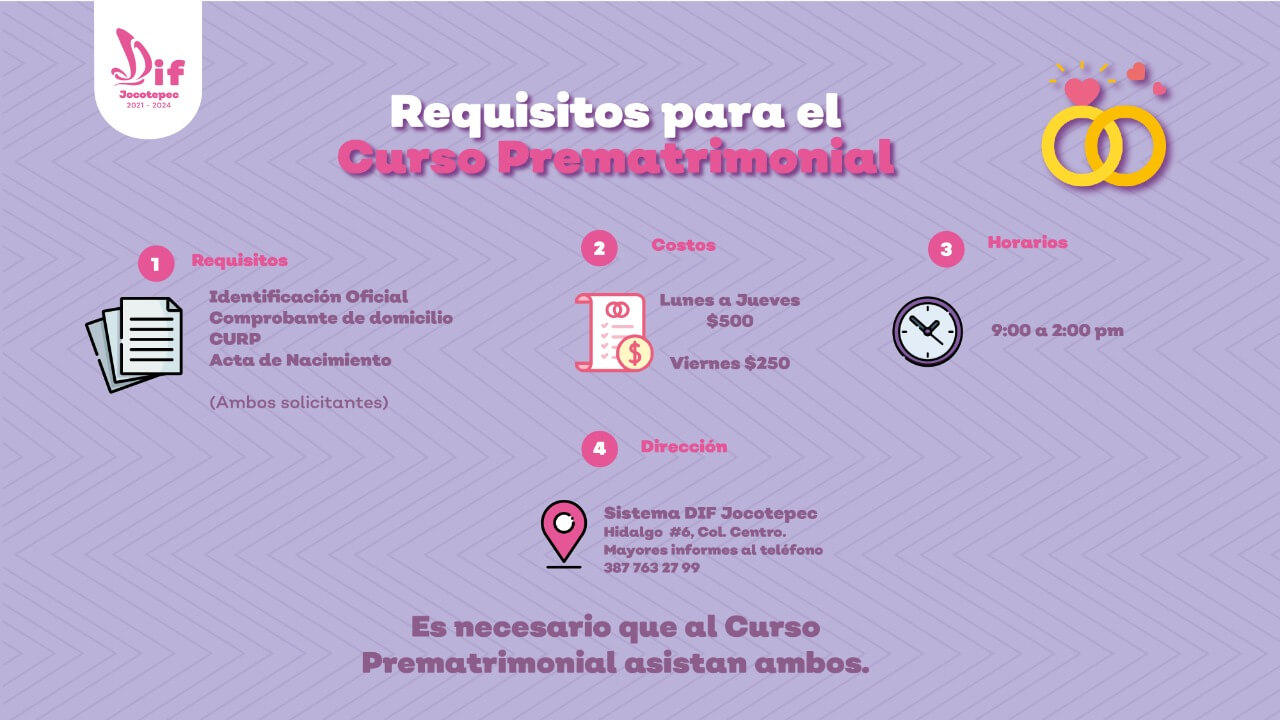 Dif
Jocotepec
2021 - 2024
Requisitos para el
Curso Prematrimonial
1
Requisitos
Identificación Oficial
Comprobante de domicilio
CURP
Acta de Nacimiento
(Ambos solicitantes)
2
Costos
Lunes a Jueves
$500
Viernes $250
$
3
Horarios
9:00 a 2:00 pm
4
Dirección
Sistema DIF Jocotepec
Hidalgo #6, Col. Centro.
Mayores informes al teléfono
387 763 27 99
Es necesario que al Curso
Prematrimonial asistan ambos.